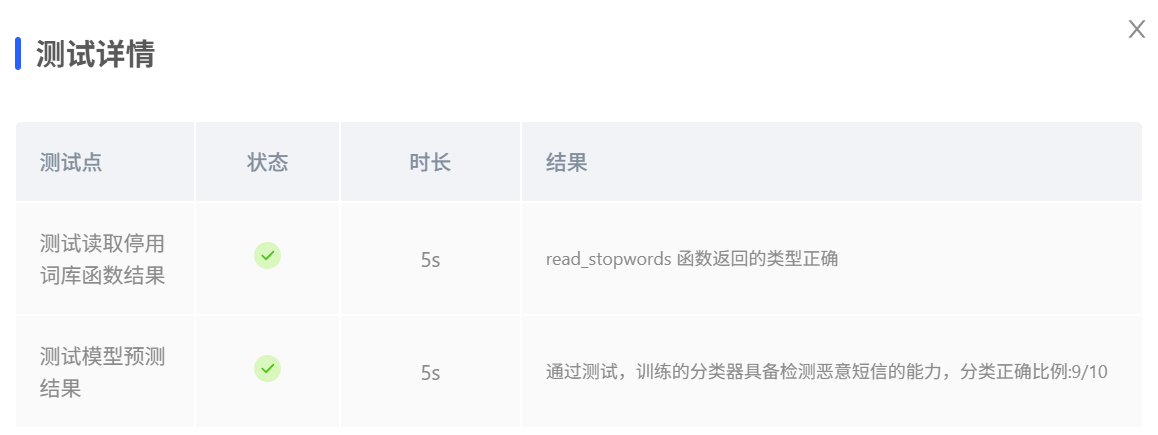 X
测试详情
测试点 状态 时长 结果
测试读取停用
词库函数结果
5s
read_stopwords 函数返回的类型正确
测试模型预测
结果
5s
通过测试，训练的分类器具备检测恶意短信的能力，分类正确比例:9/10